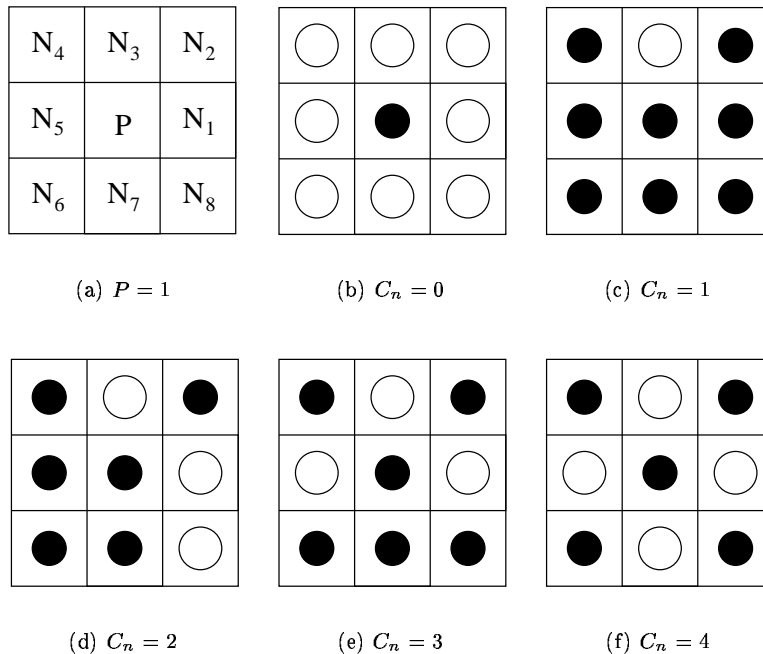 N₄ N₃ N₂
N₅ P N₁
N₆ N₇ N₈
(a) P = 1
(b) Cₙ = 0
(c) Cₙ = 1
(d) Cₙ = 2
(e) Cₙ = 3
(f) Cₙ = 4